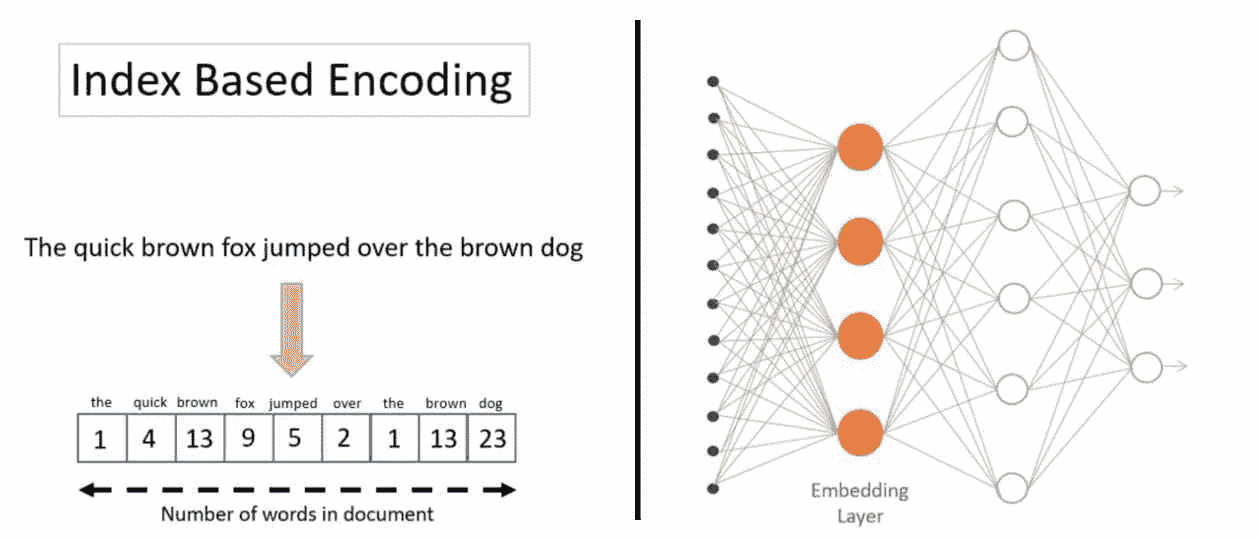 Index Based Encoding
The quick brown fox jumped over the brown dog
the quick brown fox jumped over the brown dog
1 4 13 9 5 2 1 13 23
Number of words in document
Embedding
Layer